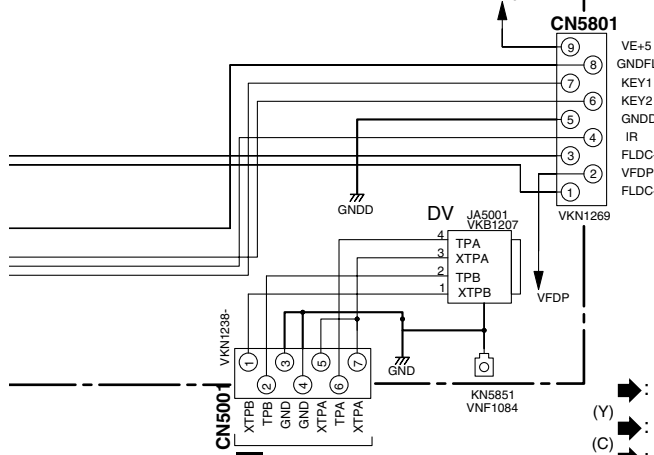 CN5801
9 VE+5
8 GNDFL
7 KEY1
6 KEY2
5 GNDD
4 IR
3 FLDC
2 VFDP
1 FLDC
VKN1269
GNDD
DV
JA5001
VKB1207
4 TPA
3 XTPA
2 TPB
1 XTPB
VFDP
VKN1238-
1 2 3 4 5 6 7
GND
KN5851
VNF1084
CN5001
XTPB
TPB
GND
GND
XTPA
TPA
XTPA
:
(Y)
:
(C)
: